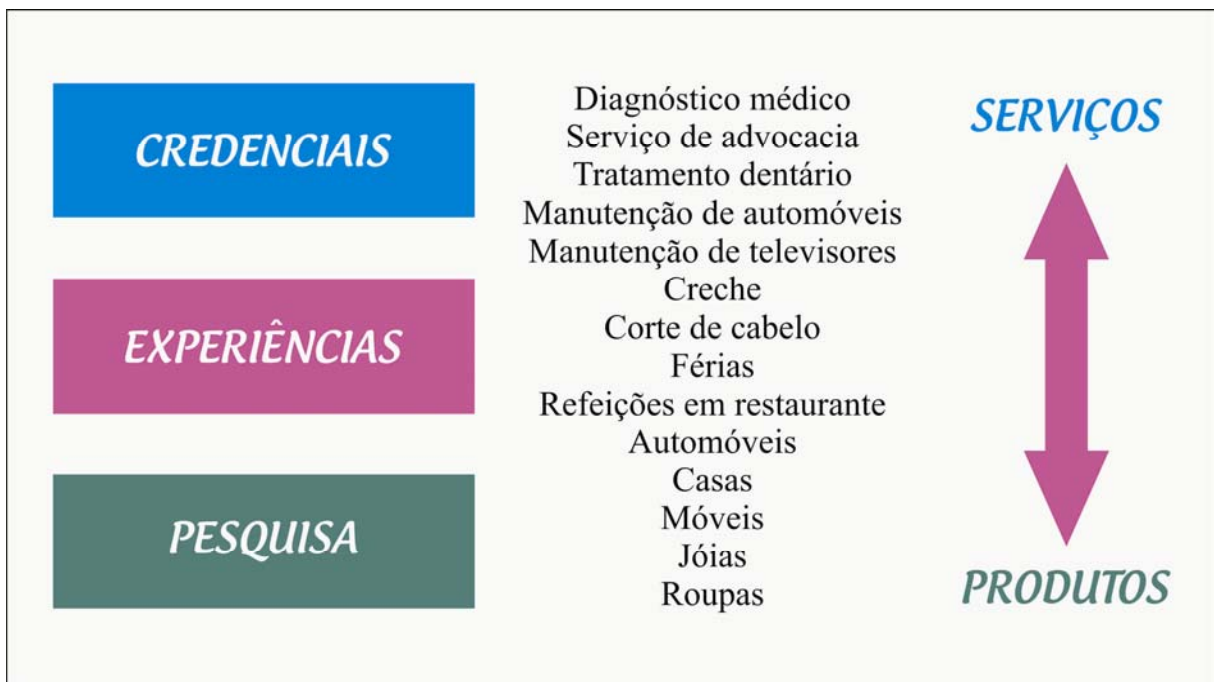 CREDENCIAIS
EXPERIÊNCIAS
PESQUISA
Diagnóstico médico
Serviço de advocacia
Tratamento dentário
Manutenção de automóveis
Manutenção de televisores
Creche
Corte de cabelo
Férias
Refeições em restaurante
Automóveis
Casas
Móveis
Jóias
Roupas
SERVIÇOS
PRODUTOS